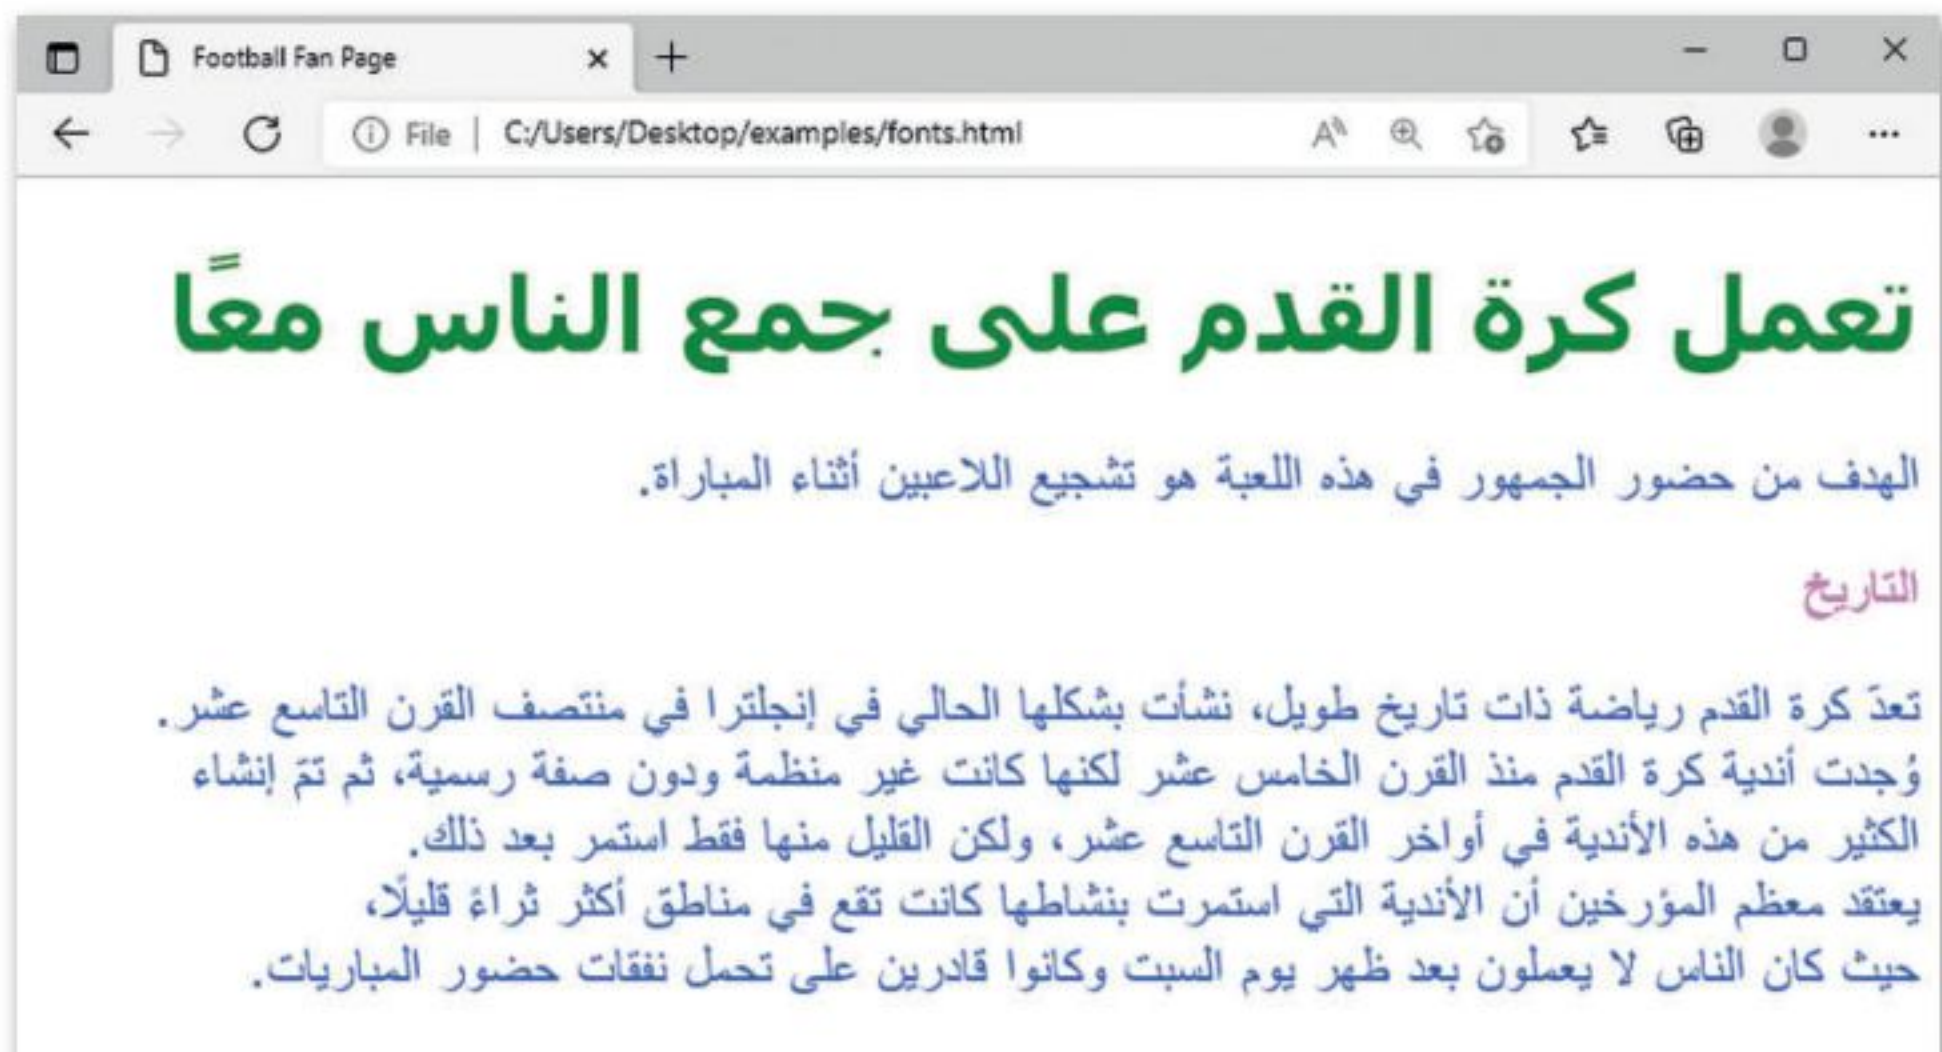 Football Fan Page
File | C:/Users/Desktop/examples/fonts.html
تعمل كرة القدم على جمع الناس معًا
الهدف من حضور الجمهور في هذه اللعبة هو تشجيع اللاعبين أثناء المباراة.
التاريخ
تعدّ كرة القدم رياضة ذات تاريخ طويل، نشأت بشكلها الحالي في إنجلترا في منتصف القرن التاسع عشر.
وُجدت أندية كرة القدم منذ القرن الخامس عشر لكنها كانت غير منظمة ودون صفة رسمية، ثم تمّ إنشاء
الكثير من هذه الأندية في أواخر القرن التاسع عشر، ولكن القليل منها فقط استمر بعد ذلك.
يعتقد معظم المؤرخين أن الأندية التي استمرت بنشاطها كانت تقع في مناطق أكثر ثراءً قليلًا،
حيث كان الناس لا يعملون بعد ظهر يوم السبت وكانوا قادرين على تحمل نفقات حضور المباريات.